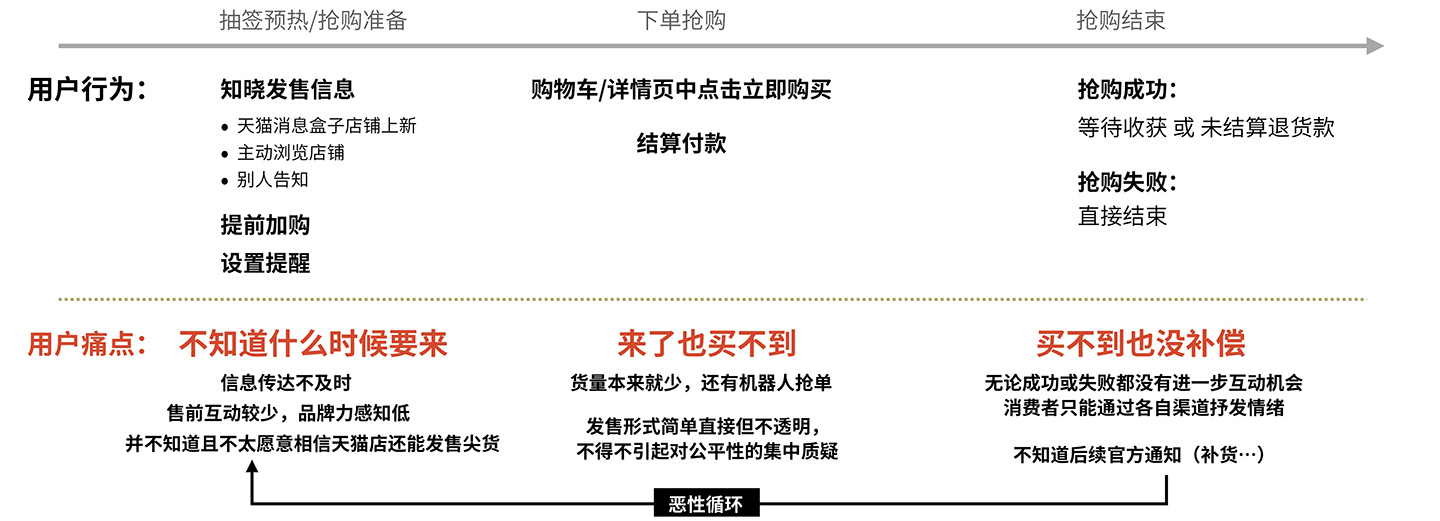 抽签预热/抢购准备
下单抢购
抢购结束
用户行为：
知晓发售信息
• 天猫消息盒子店铺上新
• 主动浏览店铺
• 别人告知
提前加购
设置提醒
购物车/详情页中点击立即购买
结算付款
抢购成功：
等待收获 或 未结算退货款
抢购失败：
直接结束
用户痛点：
不知道什么时候要来
信息传达不及时
售前互动较少，品牌力感知低
并不知道且不太愿意相信天猫店还能发售尖货
来了也买不到
货量本来就少，还有机器人抢单
发售形式简单直接但不透明，
不得不引起对公平性的集中质疑
买不到也没补偿
无论成功或失败都没有进一步互动机会
消费者只能通过各自渠道抒发情绪
不知道后续官方通知（补货…）
恶性循环